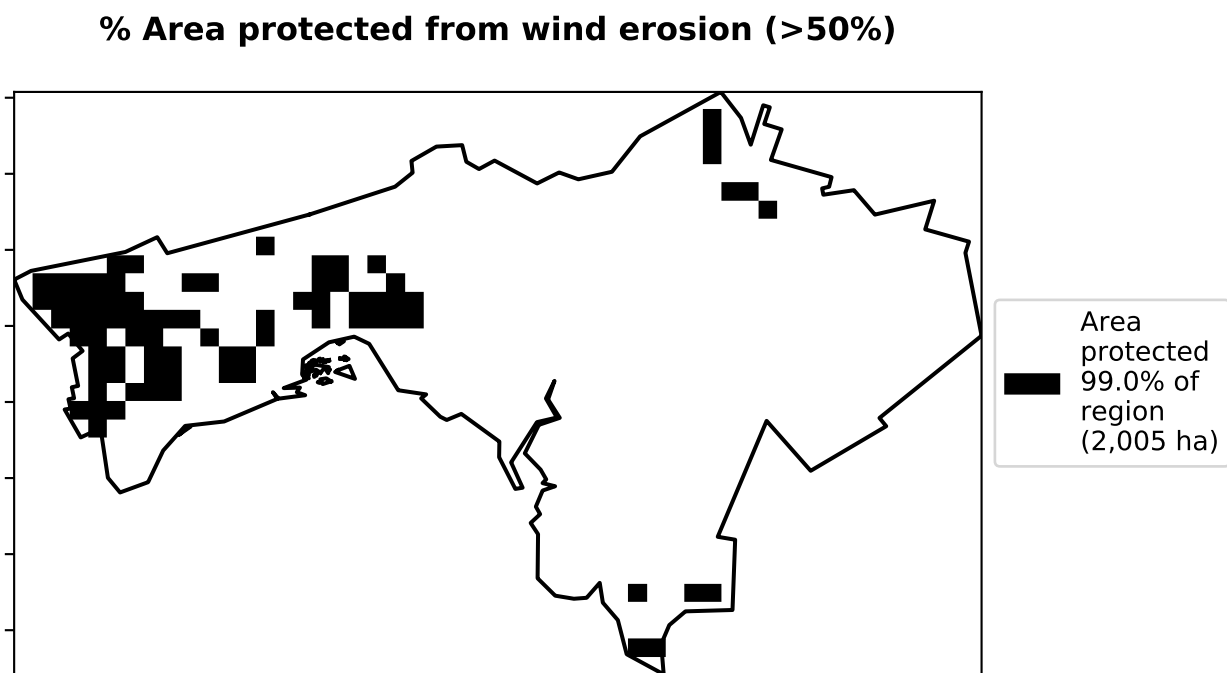 % Area protected from wind erosion (>50%)
Area
protected
99.0% of
region
(2,005 ha)